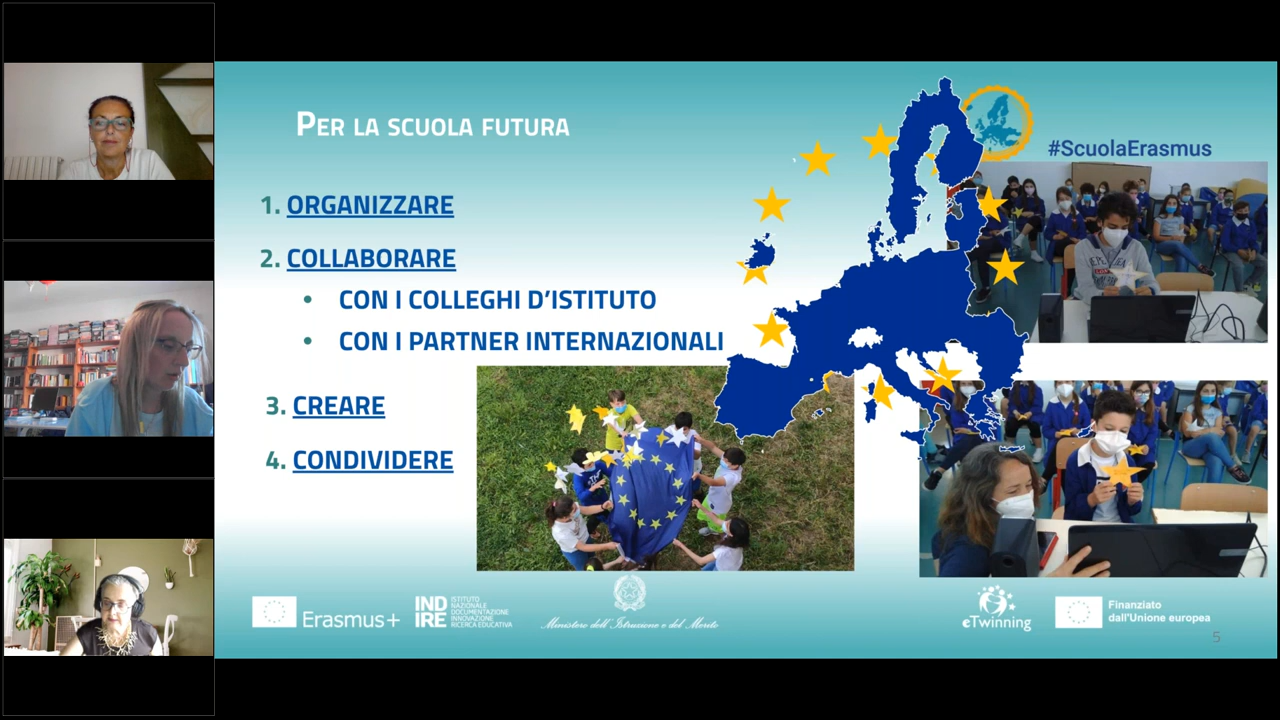 PER LA SCUOLA FUTURA
#ScuolaErasmus
1. ORGANIZZARE
2. COLLABORARE
• CON I COLLEGHI D'ISTITUTO
• CON I PARTNER INTERNAZIONALI
3. CREARE
4. CONDIVIDERE
Erasmus+
INDIRE
ISTITUTO
NAZIONALE
DOCUMENTAZIONE
INNOVAZIONE
RICERCA EDUCATIVA
Ministero dell'Istruzione e del Merito
eTwinning
Finanziato
dall'Unione europea
5